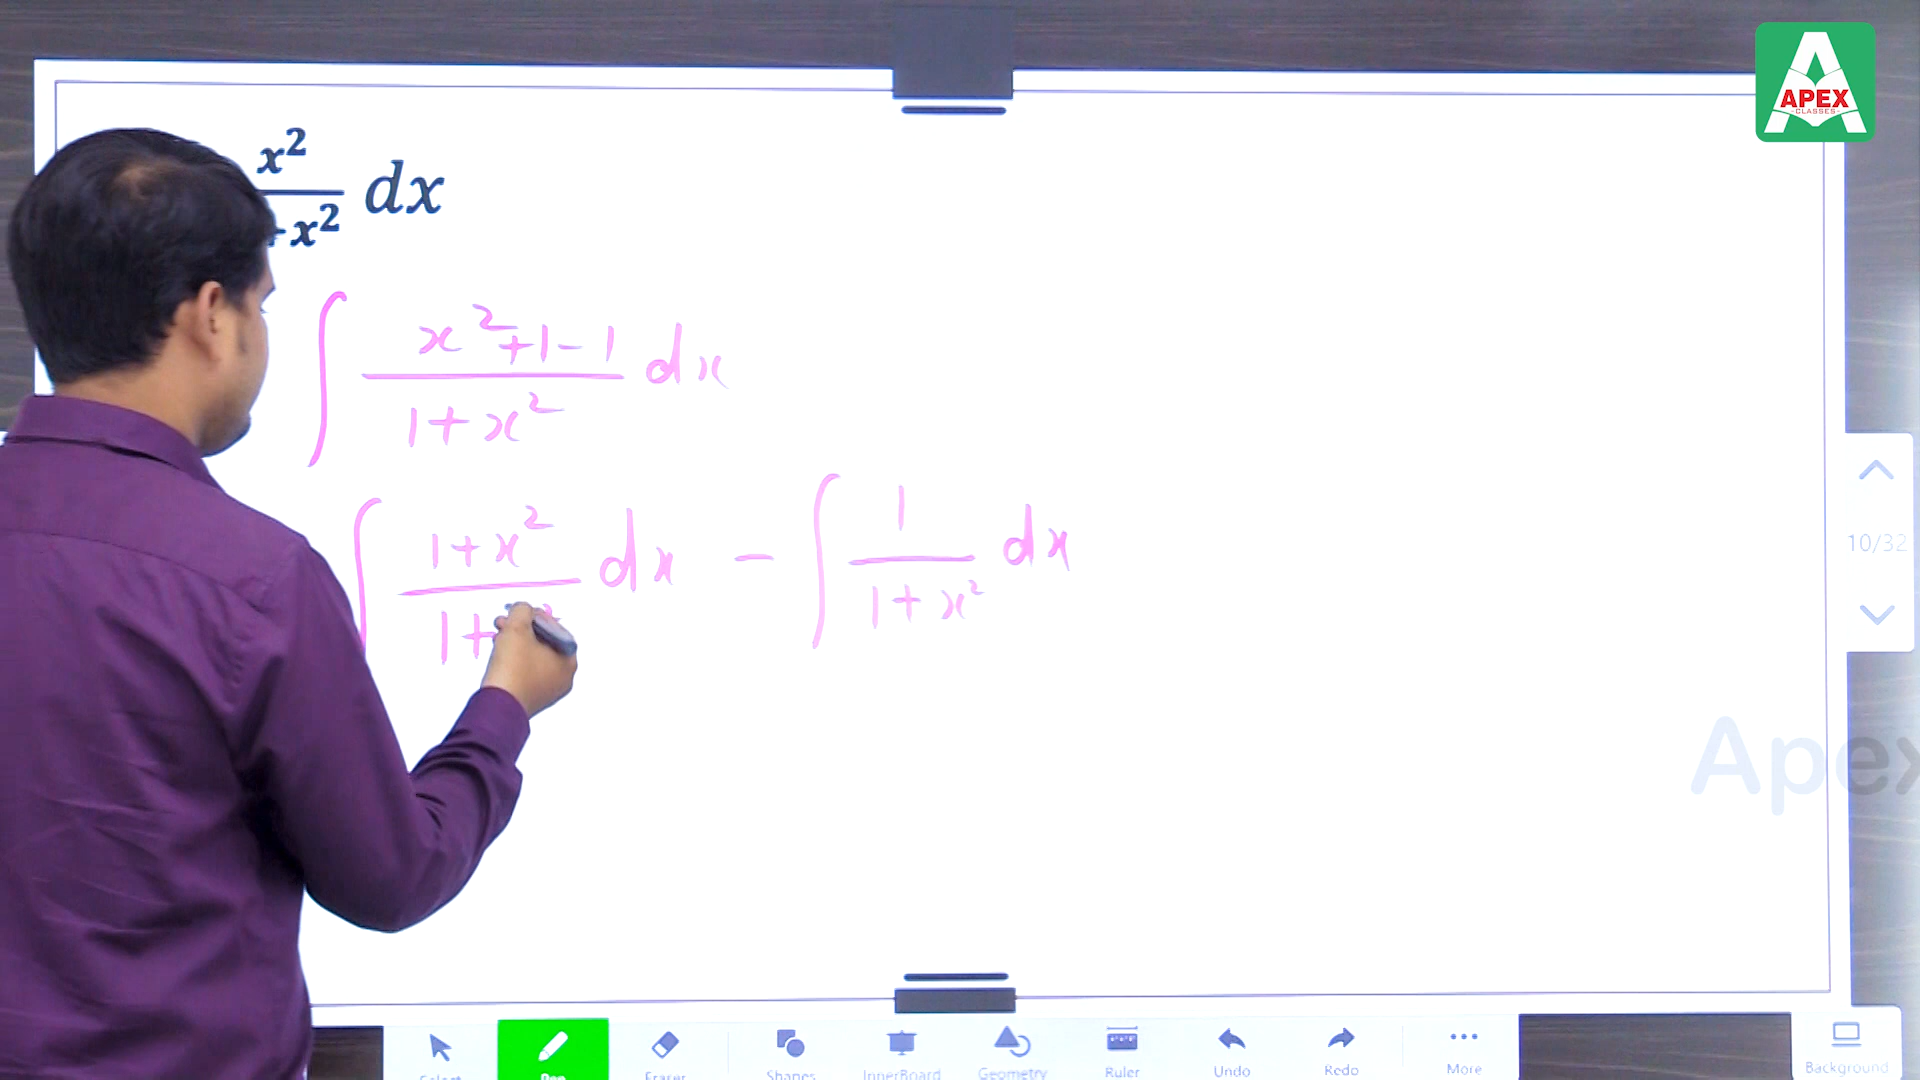 APEX
CLASSES
x²
+x² dx
∫ x²+1-1 / 1+x² dx
∫ 1+x² / 1+x² dx - ∫ 1 / 1+x² dx
10/32
Apex
Select Pen Eraser Shapes InnerBoard Geometry Ruler Undo Redo More Background